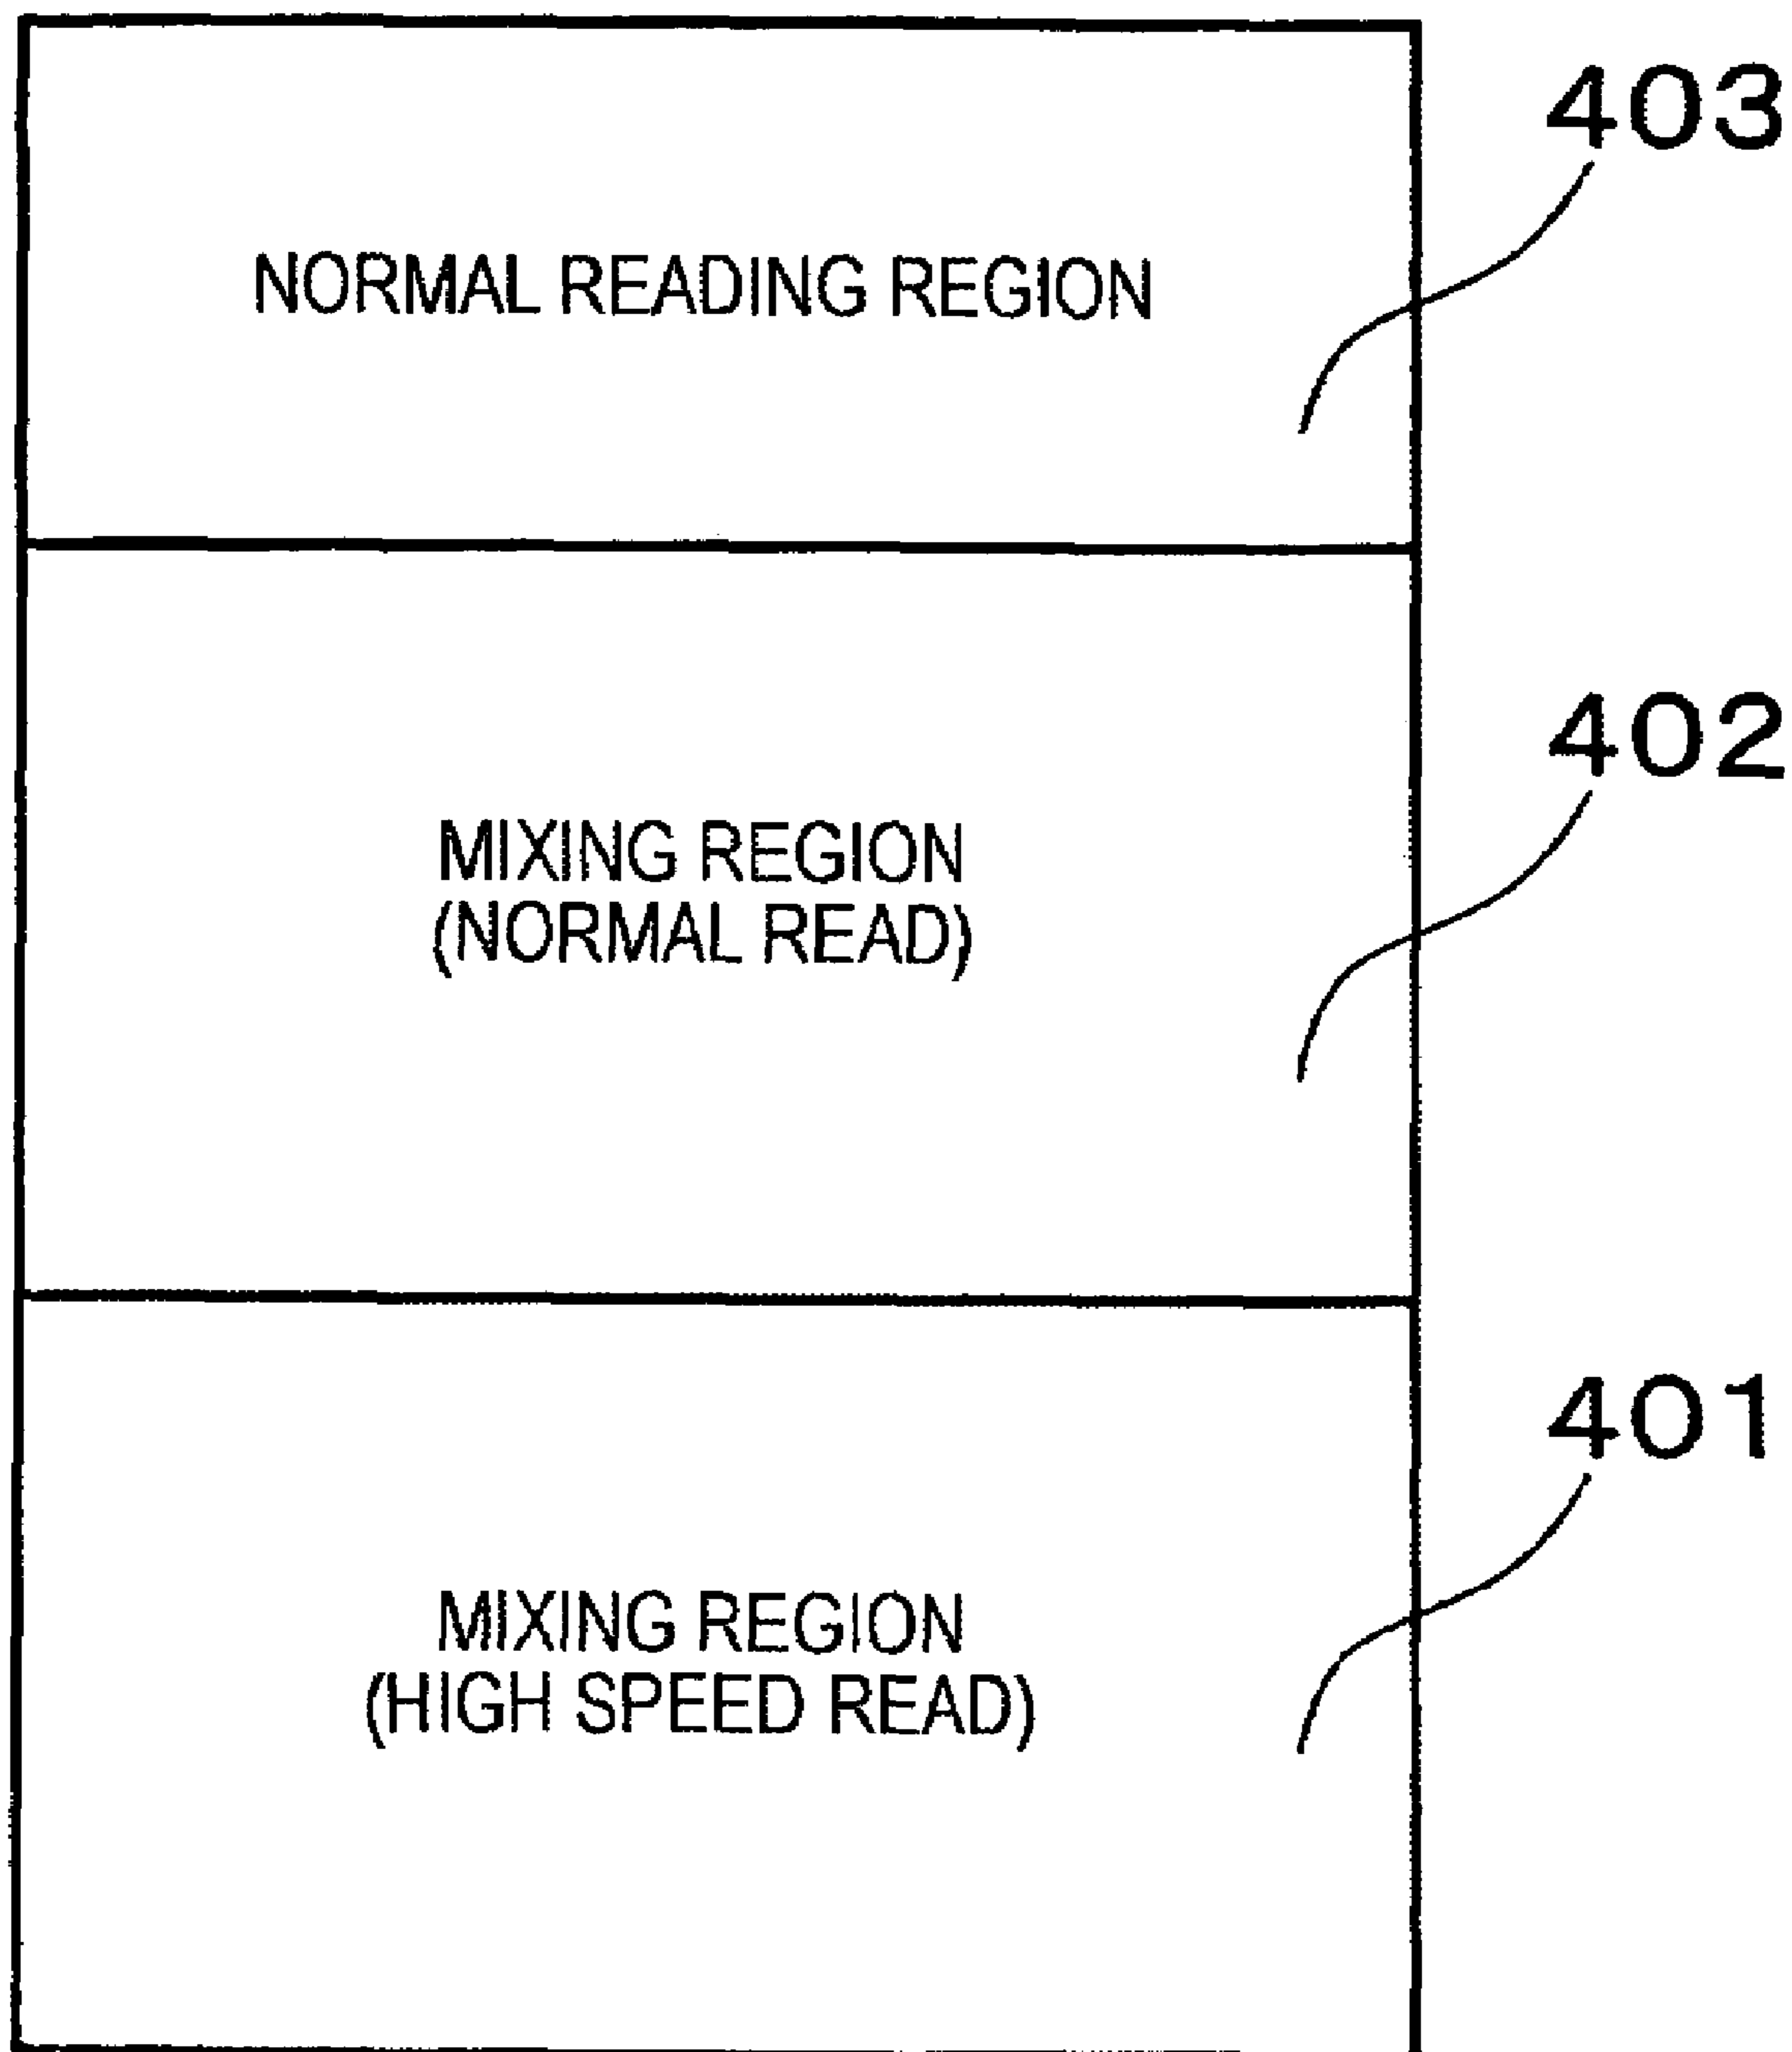 403
NORMAL READING REGION
402
MIXING REGION
(NORMAL READ)
401
MIXING REGION
(HIGH SPEED READ)